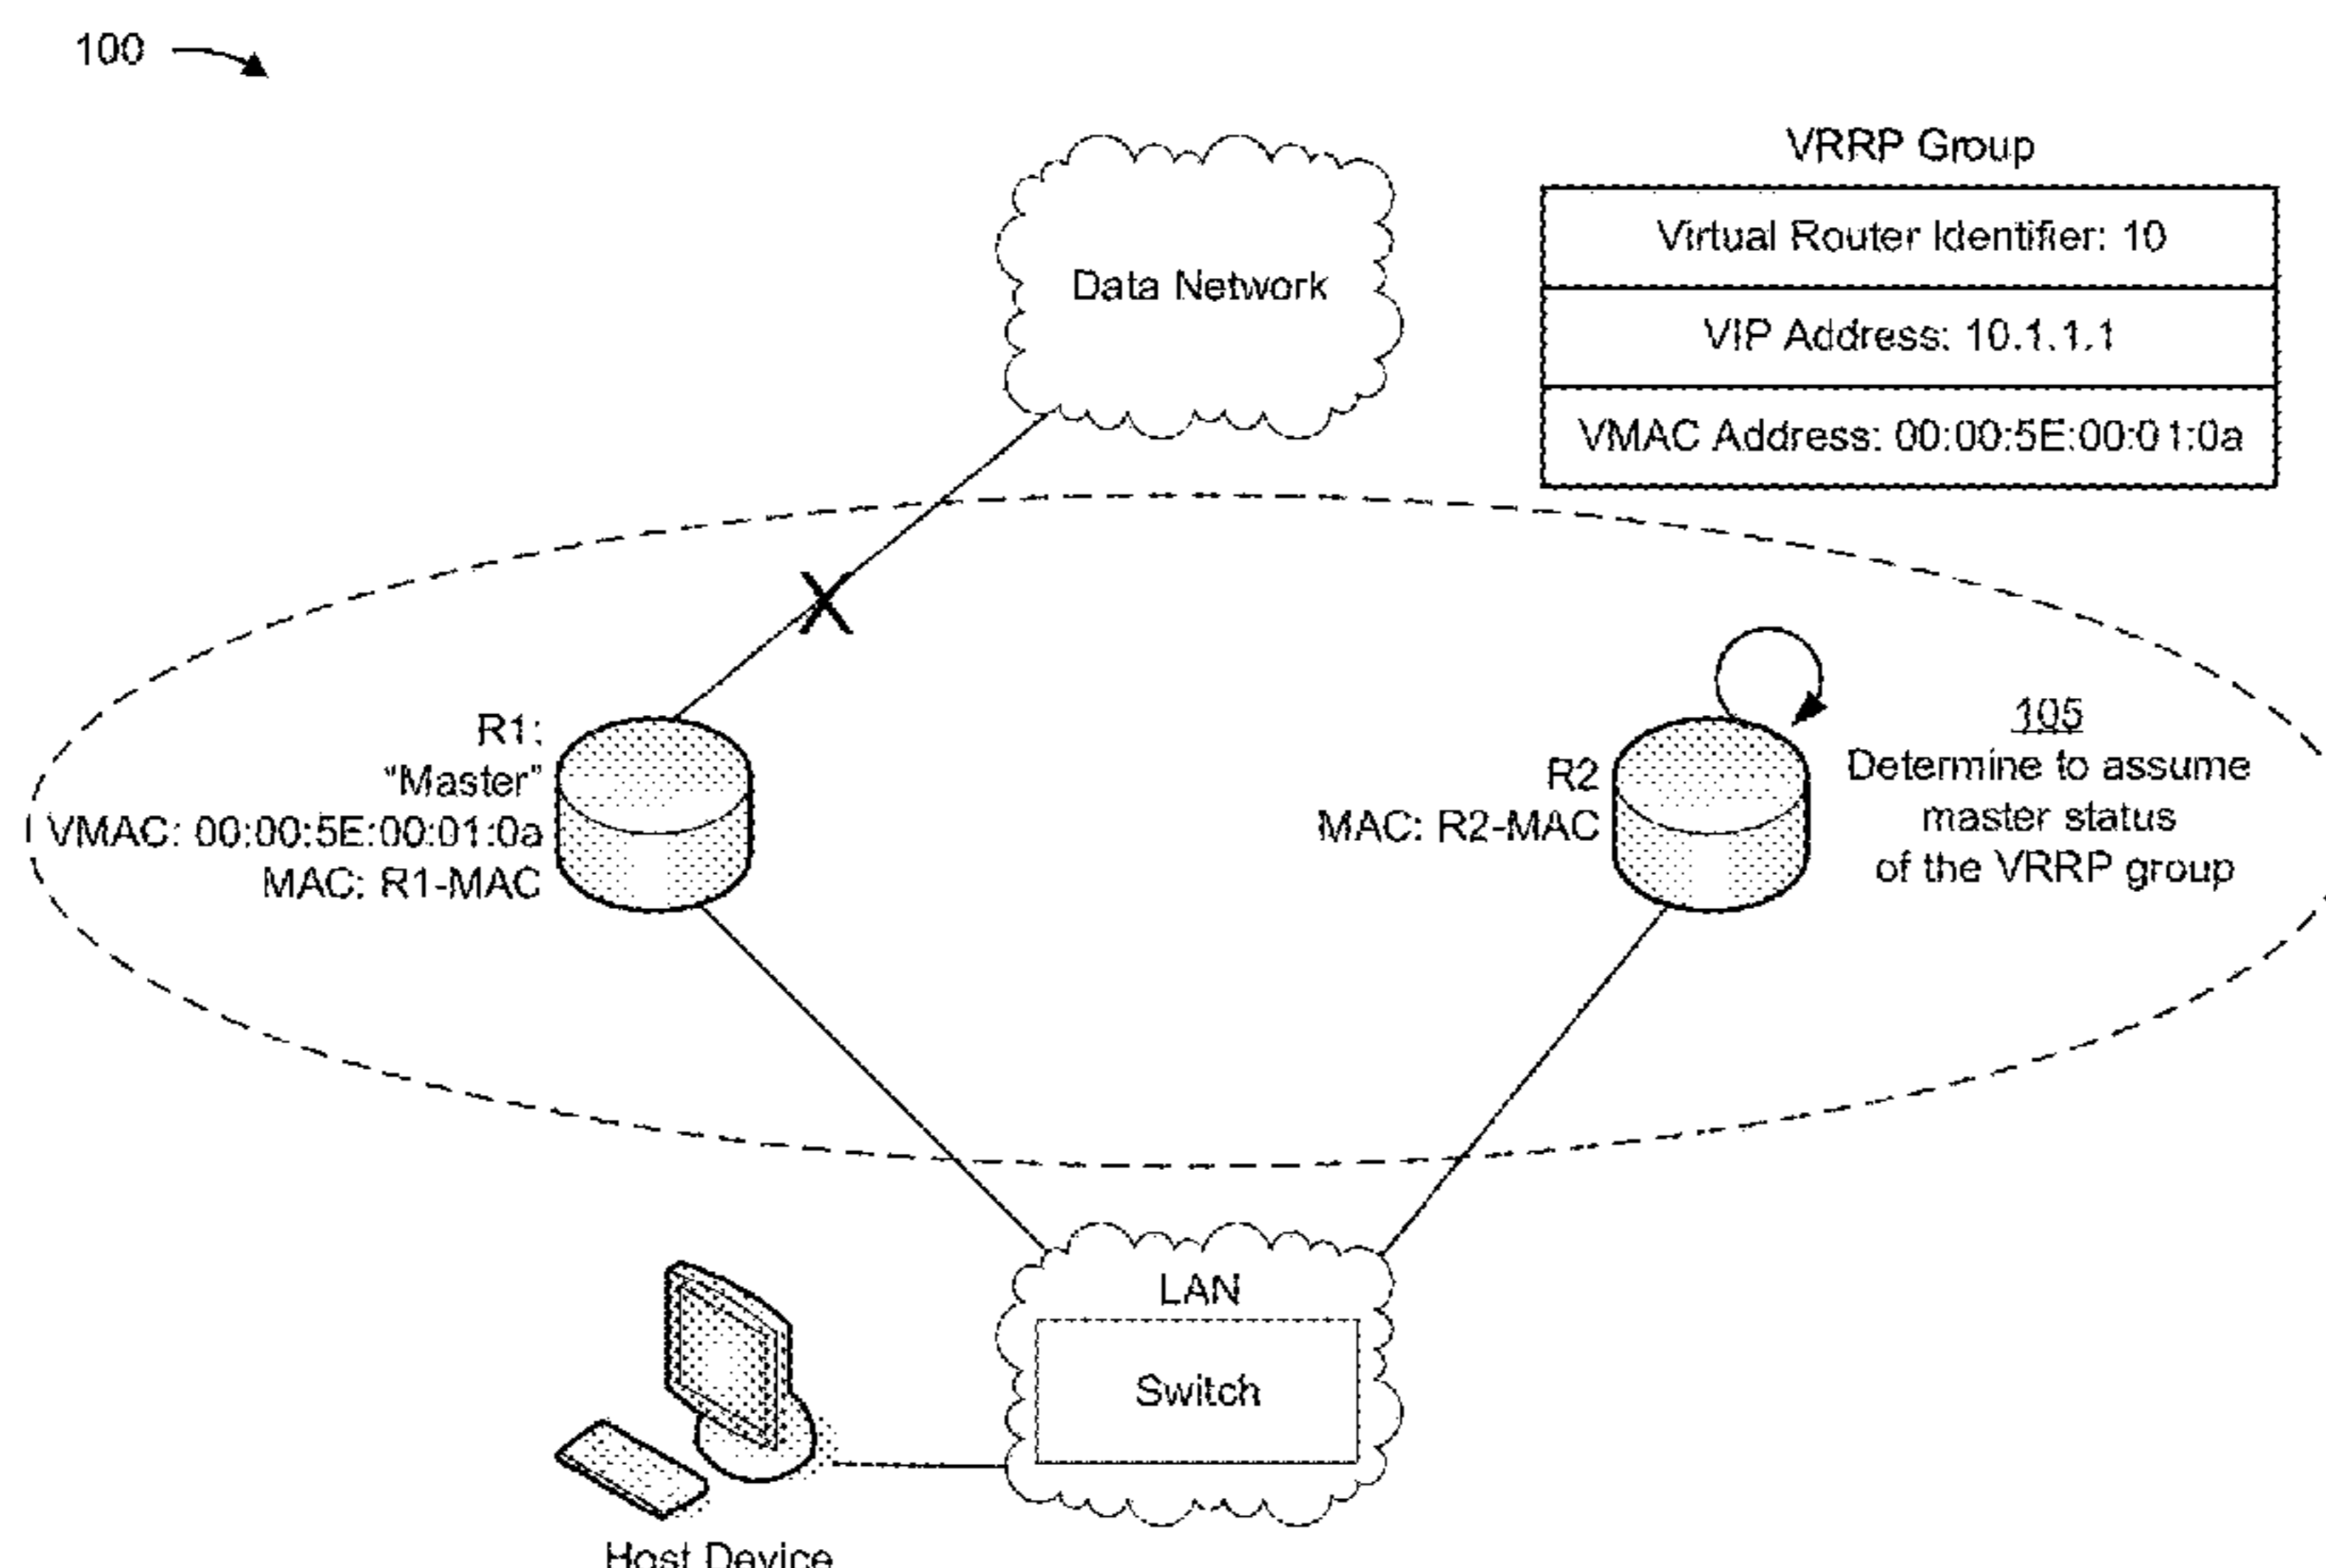 100
VRRP Group
Virtual Router Identifier: 10
VIP Address: 10.1.1.1
VMAC Address: 00:00:5E:00:01:0a
Data Network
R1:
"Master"
VMAC: 00:00:5E:00:01:0a
MAC: R1-MAC
R2
MAC: R2-MAC
105
Determine to assume
master status
of the VRRP group
LAN
Switch
Host Device